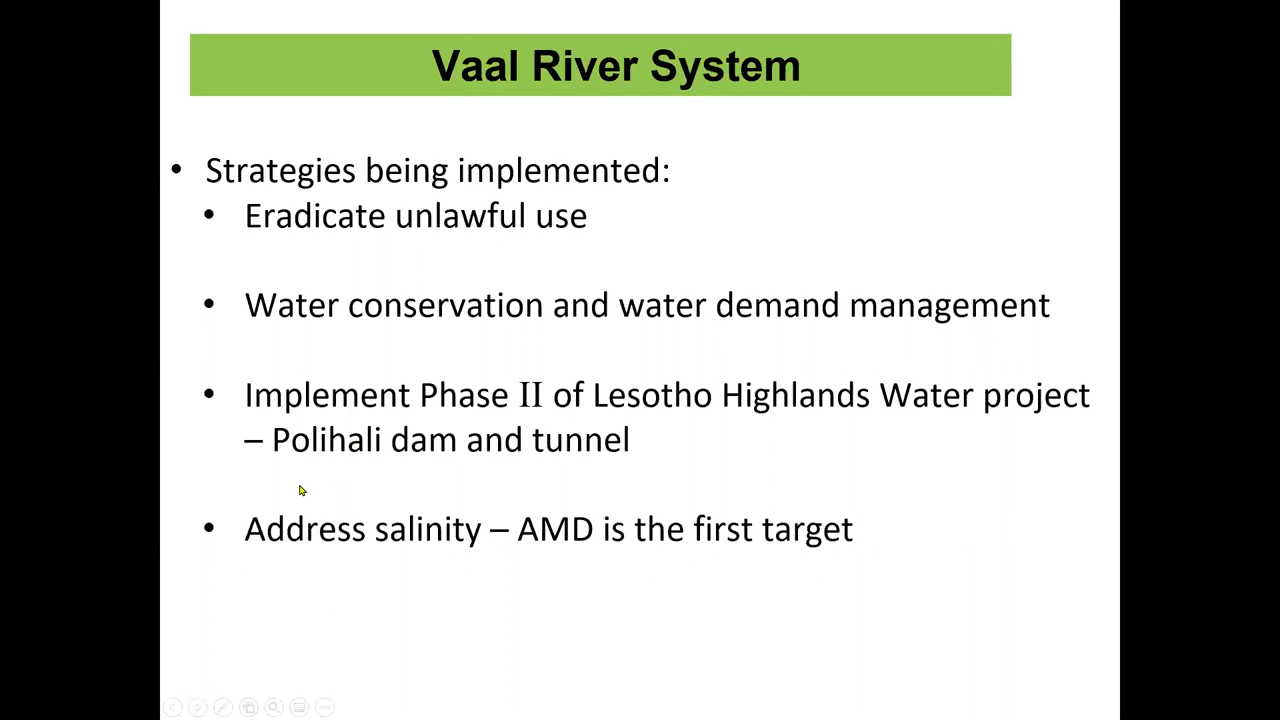 Vaal River System
• Strategies being implemented:
• Eradicate unlawful use
• Water conservation and water demand management
• Implement Phase II of Lesotho Highlands Water project
– Polihali dam and tunnel
• Address salinity – AMD is the first target